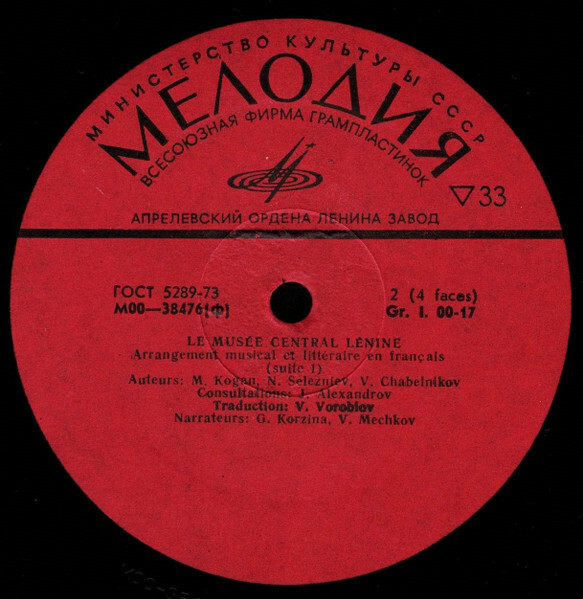 МИНИСТЕРСТВО КУЛЬТУРЫ СССР
МЕЛОДИЯ
ВСЕСОЮЗНАЯ ФИРМА ГРАМПЛАСТИНОК
▽33
АПРЕЛЕВСКИЙ ОРДЕНА ЛЕНИНА ЗАВОД
ГОСТ 5289-73 2 (4 faces)
М00—38476(Ф) Gr. I. 00-17
LE MUSÉE CENTRAL LÉNINE
Arrangement musical et littéraire en français
(suite 1)
Auteurs: M. Kogan, N. Selezniev, V. Chabelnikov
Consultations: J. Alexandrov
Traduction: V. Vorobiov
Narrateurs: G. Korzina, V. Mechkov